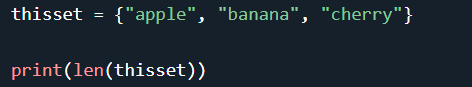 thisset = {"apple", "banana", "cherry"}
print(len(thisset))